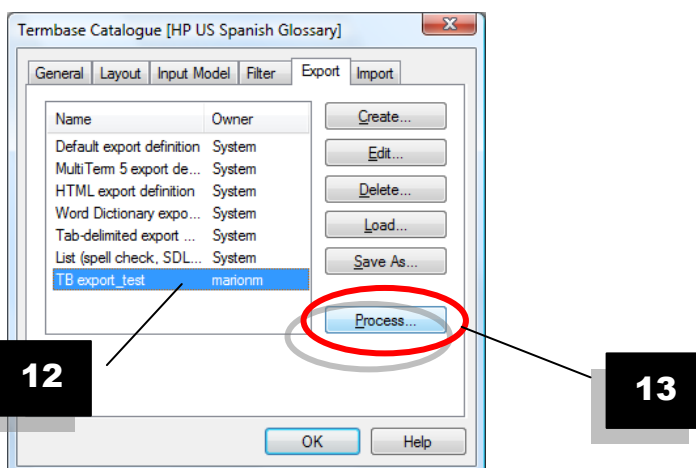 Termbase Catalogue [HP US Spanish Glossary]
General Layout Input Model Filter Export Import
Name Owner
Default export definition System
MultiTerm 5 export de... System
HTML export definition System
Word Dictionary expo... System
Tab-delimited export ... System
List (spell check, SDL... System
TB export_test marionm
Create...
Edit...
Delete...
Load...
Save As...
Process...
12
13
OK Help